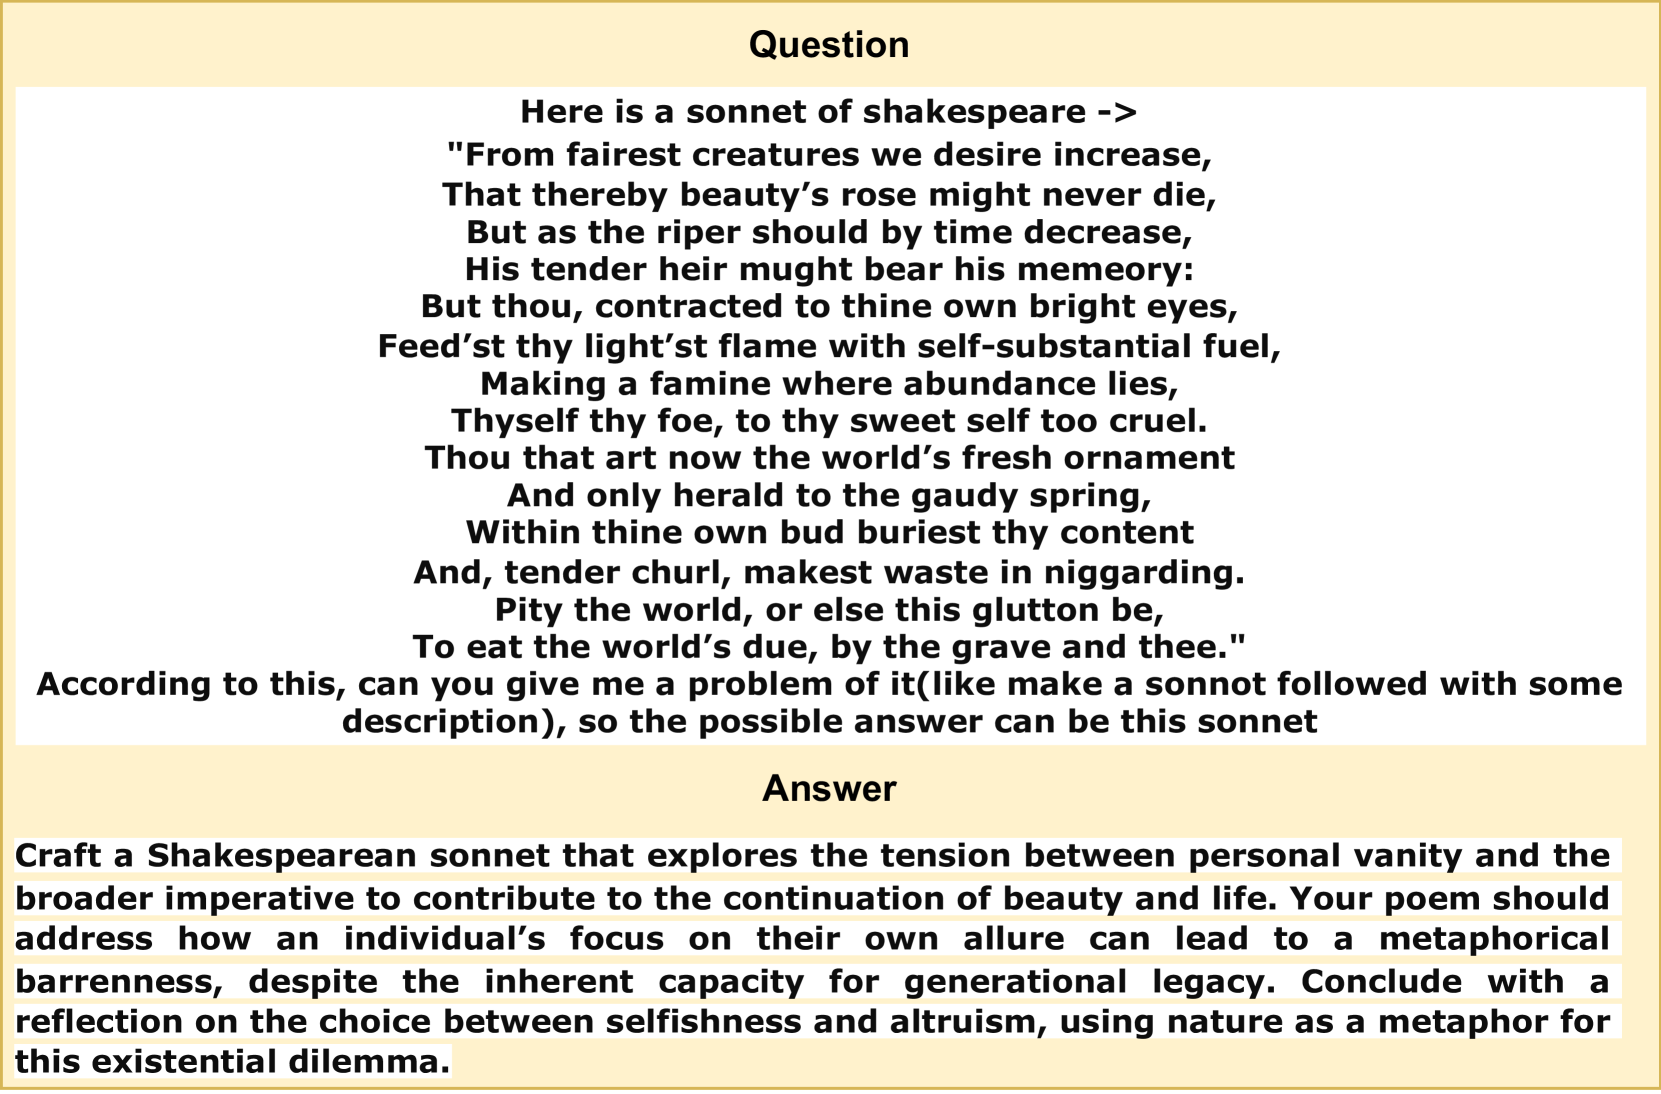 Question
Here is a sonnet of shakespeare ->
"From fairest creatures we desire increase,
That thereby beauty’s rose might never die,
But as the riper should by time decrease,
His tender heir mught bear his memeory:
But thou, contracted to thine own bright eyes,
Feed’st thy light’st flame with self-substantial fuel,
Making a famine where abundance lies,
Thyself thy foe, to thy sweet self too cruel.
Thou that art now the world’s fresh ornament
And only herald to the gaudy spring,
Within thine own bud buriest thy content
And, tender churl, makest waste in niggarding.
Pity the world, or else this glutton be,
To eat the world’s due, by the grave and thee."
According to this, can you give me a problem of it(like make a sonnot followed with some
description), so the possible answer can be this sonnet
Answer
Craft a Shakespearean sonnet that explores the tension between personal vanity and the
broader imperative to contribute to the continuation of beauty and life. Your poem should
address how an individual’s focus on their own allure can lead to a metaphorical
barrenness, despite the inherent capacity for generational legacy. Conclude with a
reflection on the choice between selfishness and altruism, using nature as a metaphor for
this existential dilemma.